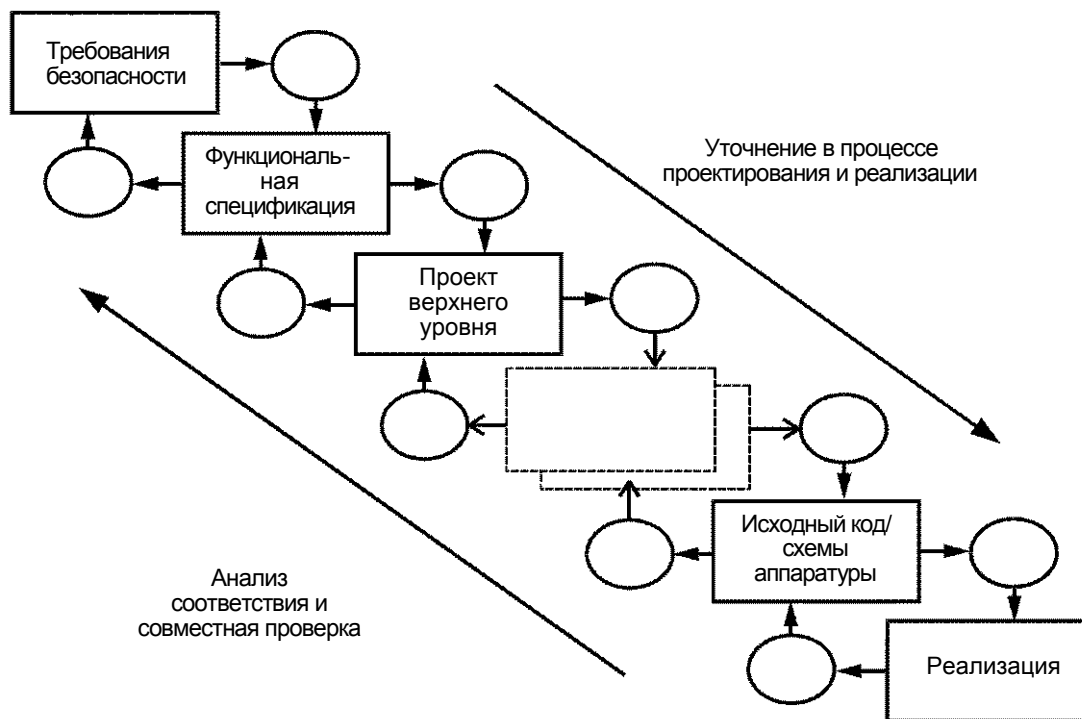 Требования
безопасности
Функциональ-
ная
спецификация
Уточнение в процессе
проектирования и реализации
Проект
верхнего
уровня
Исходный код/
схемы
аппаратуры
Анализ
соответствия и
совместная проверка
Реализация